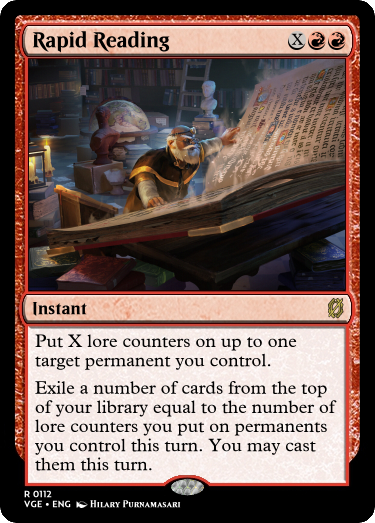 Rapid Reading X
Instant
Put X lore counters on up to one
target permanent you control.
Exile a number of cards from the top
of your library equal to the number of
lore counters you put on permanents
you control this turn. You may cast
them this turn.
R 0112
VGE • ENG Hilary Purnamasari